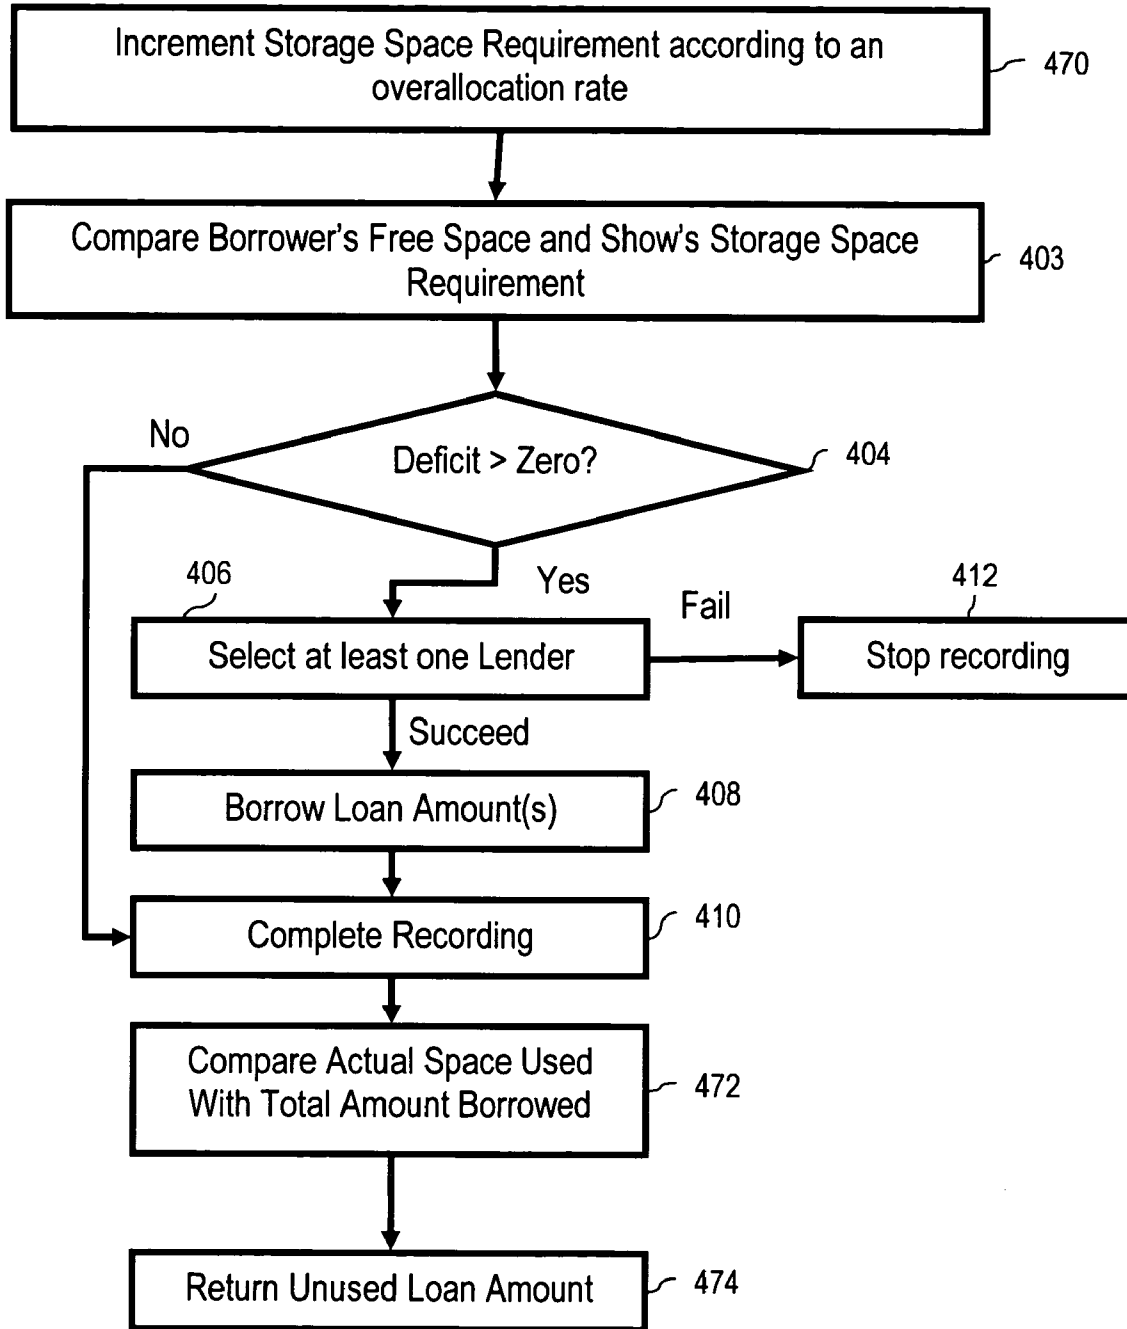 Increment Storage Space Requirement according to an
overallocation rate
470
Compare Borrower's Free Space and Show's Storage Space
Requirement
403
No
Deficit > Zero?
404
406
Yes
Fail
412
Select at least one Lender
Stop recording
Succeed
Borrow Loan Amount(s)
408
Complete Recording
410
Compare Actual Space Used
With Total Amount Borrowed
472
Return Unused Loan Amount
474